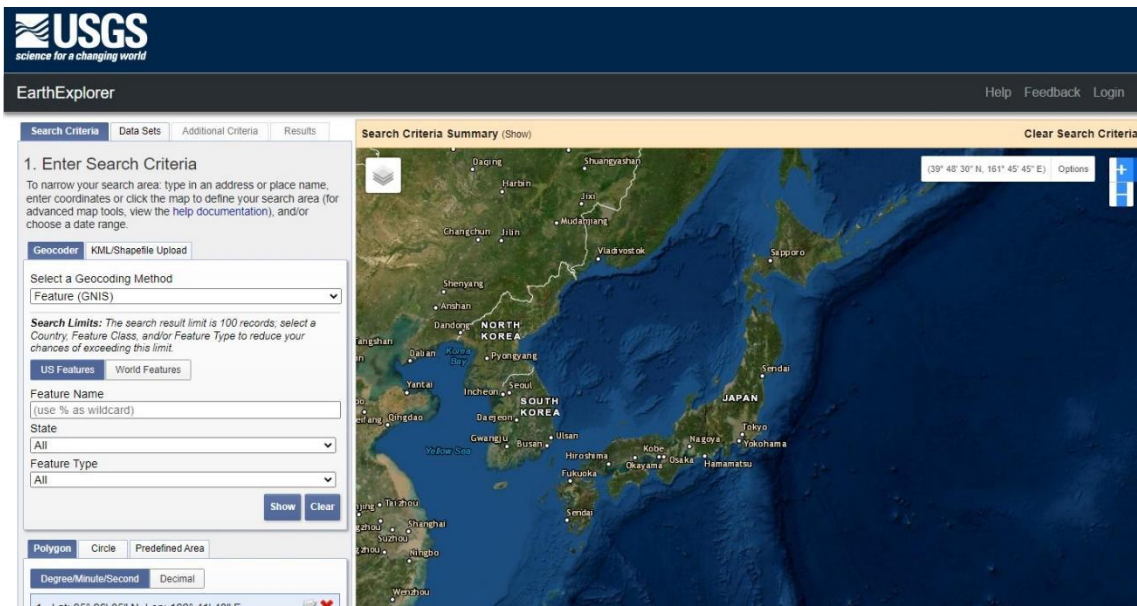 USGS
science for a changing world
EarthExplorer
Help Feedback Login
Search Criteria Data Sets Additional Criteria Results
1. Enter Search Criteria
To narrow your search area: type in an address or place name,
enter coordinates or click the map to define your search area (for
advanced map tools, view the help documentation), and/or
choose a date range.
Geocoder KML/Shapefile Upload
Select a Geocoding Method
Feature (GNIS)
Search Limits: The search result limit is 100 records; select a
Country, Feature Class, and/or Feature Type to reduce your
chances of exceeding this limit.
US Features World Features
Feature Name
(use % as wildcard)
State
All
Feature Type
All
Show Clear
Polygon Circle Predefined Area
Degree/Minute/Second Decimal
Search Criteria Summary (Show)
Clear Search Criteria
(39° 48' 30" N, 161° 45' 45" E) Options
+
−
Daqing
Shuangyashan
Harbin
Jixi
Mudanjiang
Changchun Jilin
Vladivostok
Sapporo
Shenyang
Anshan
Dandong
NORTH
KOREA
angshan
Dalian
Korea
Bay
Pyongyang
Sendai
Yantai
Incheon
Seoul
SOUTH
KOREA
JAPAN
Qingdao
Daejeon
Tokyo
Gwangju
Busan
Ulsan
Nagoya
Yokohama
Yellow Sea
Hiroshima
Kobe
Okayama
Osaka
Hamamatsu
Fukuoka
Taizhou
Sendai
Shanghai
Suzhou
Ningbo
Wenzhou